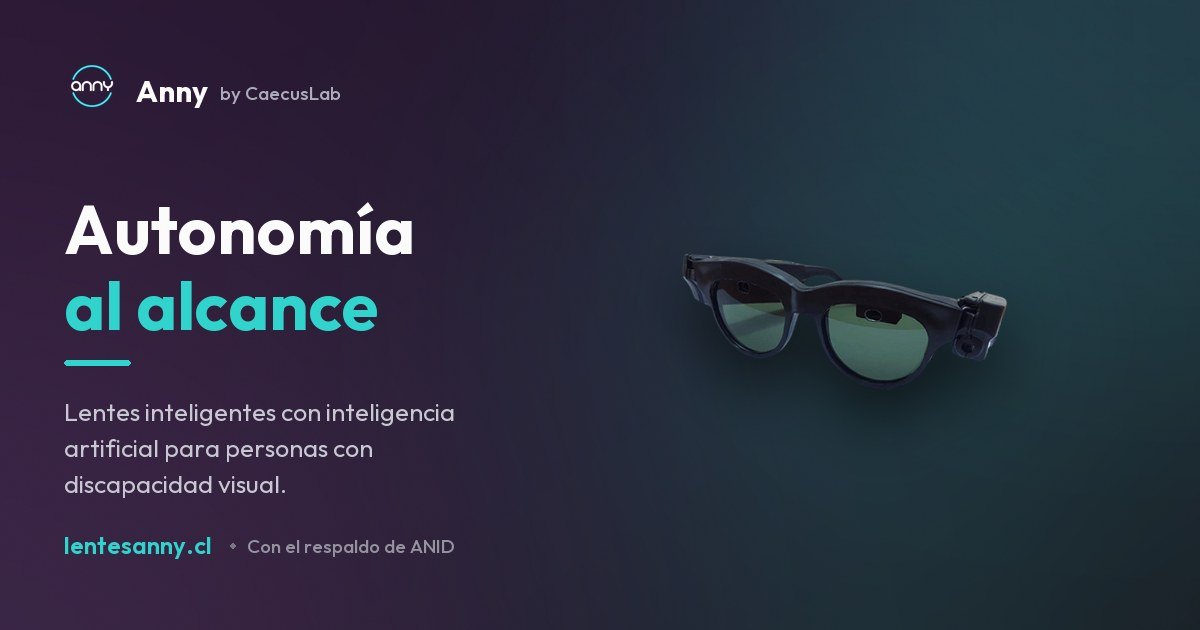 anny
Anny by CaecusLab
Autonomía
al alcance
Lentes inteligentes con inteligencia
artificial para personas con
discapacidad visual.
lentesanny.cl • Con el respaldo de ANID